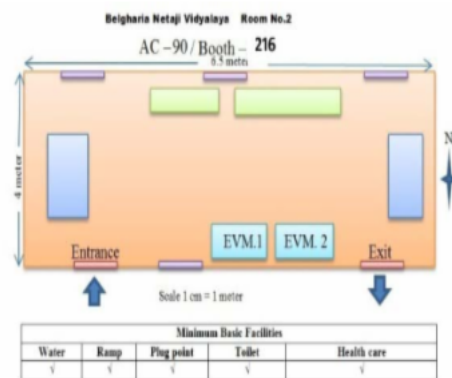 Belgharia Netaji Vidyalaya Room No.2
AC -90 / Booth - 216
6.5 meter
4 meter
N
EVM.1 EVM. 2
Entrance Exit
Scale 1 cm = 1 meter
Minimum Basic Facilities
Water Ramp Plug point Toilet Health care
√ √ √ √ √